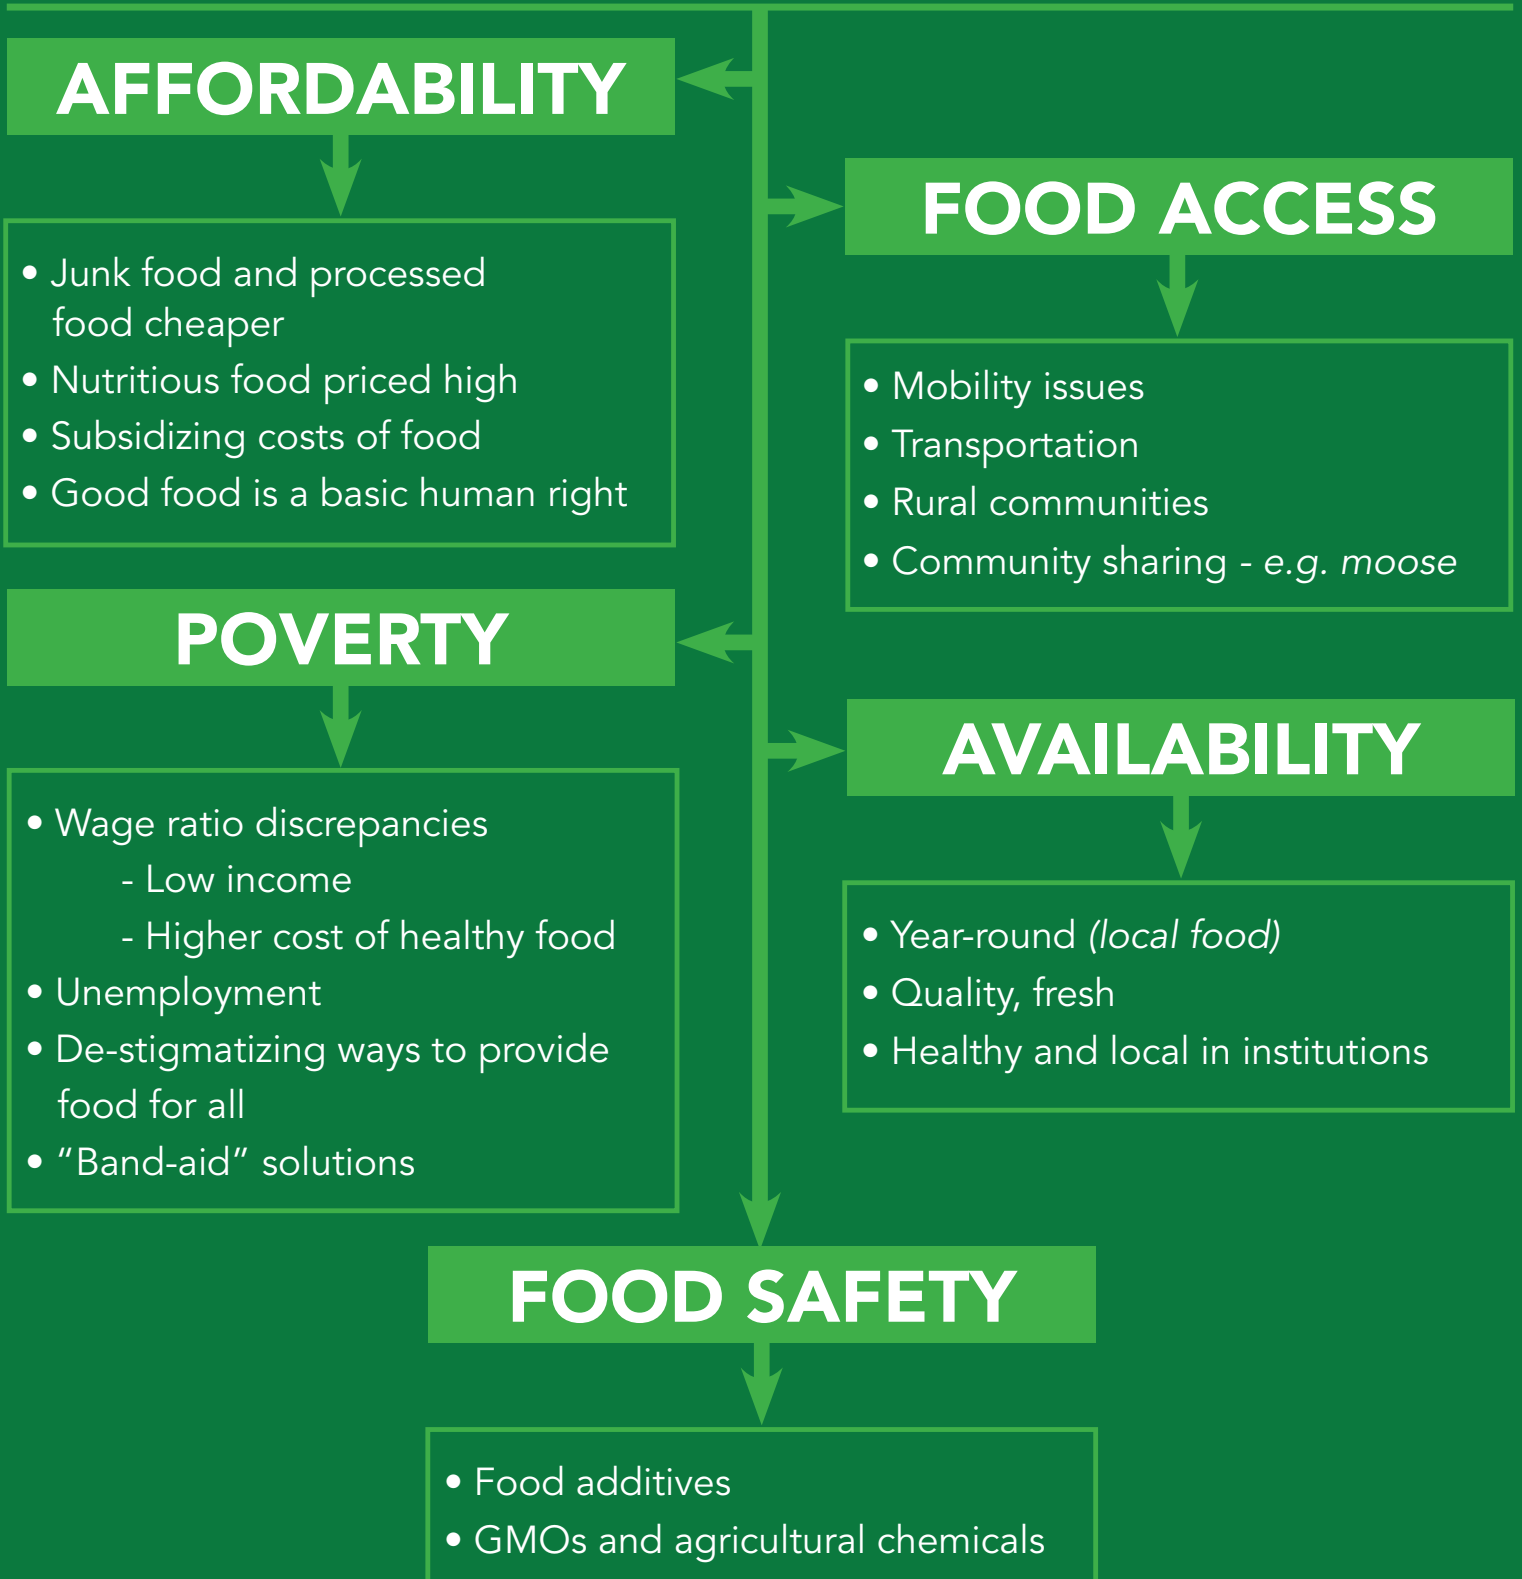 AFFORDABILITY
• Junk food and processed
food cheaper
• Nutritious food priced high
• Subsidizing costs of food
• Good food is a basic human right
FOOD ACCESS
• Mobility issues
• Transportation
• Rural communities
• Community sharing - e.g. moose
POVERTY
• Wage ratio discrepancies
- Low income
- Higher cost of healthy food
• Unemployment
• De-stigmatizing ways to provide
food for all
• “Band-aid” solutions
AVAILABILITY
• Year-round (local food)
• Quality, fresh
• Healthy and local in institutions
FOOD SAFETY
• Food additives
• GMOs and agricultural chemicals